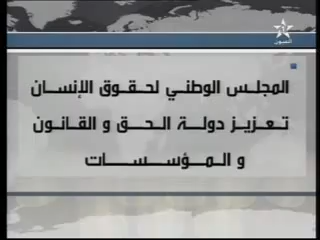 المجلس الوطني لحقوق الإنسان
تعزيز دولة الحق و القانون
و المؤسسات